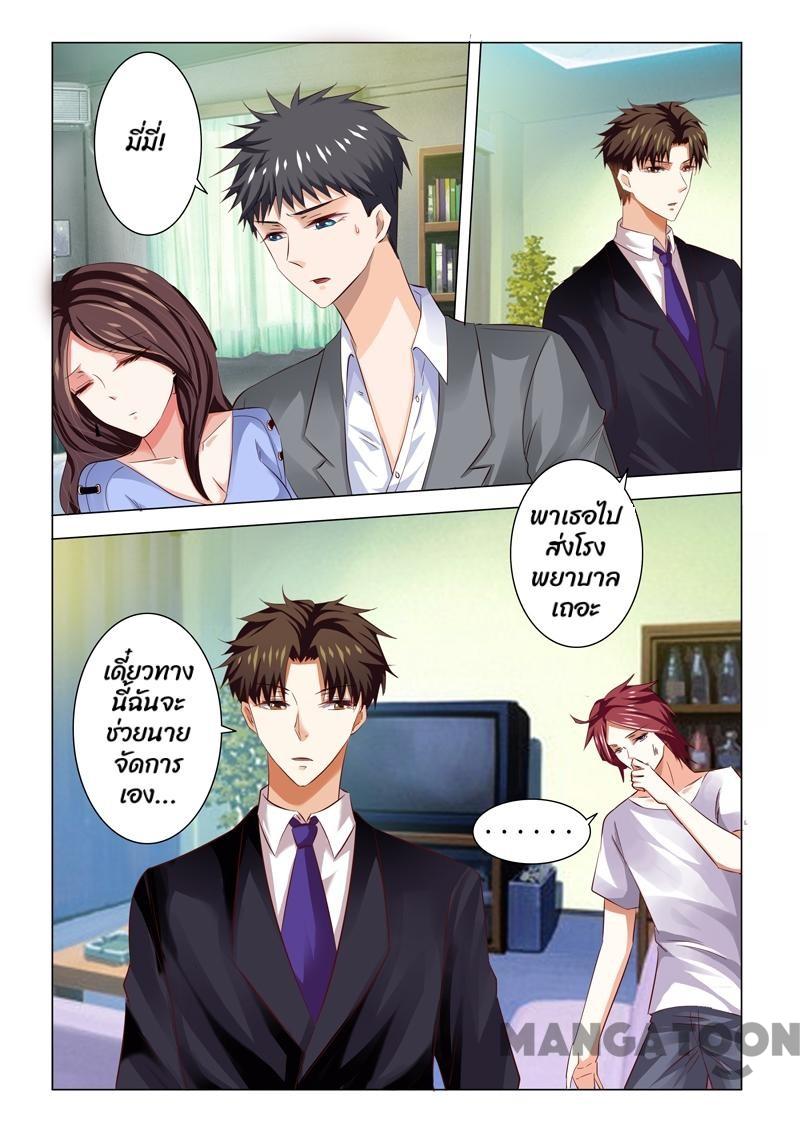 มี่มี่!
พาเธอไป
ส่งโรง
พยาบาล
เถอะ
เดี๋ยวทาง
นี้ฉันจะ
ช่วยนาย
จัดการ
เอง...
......
MANGATOON